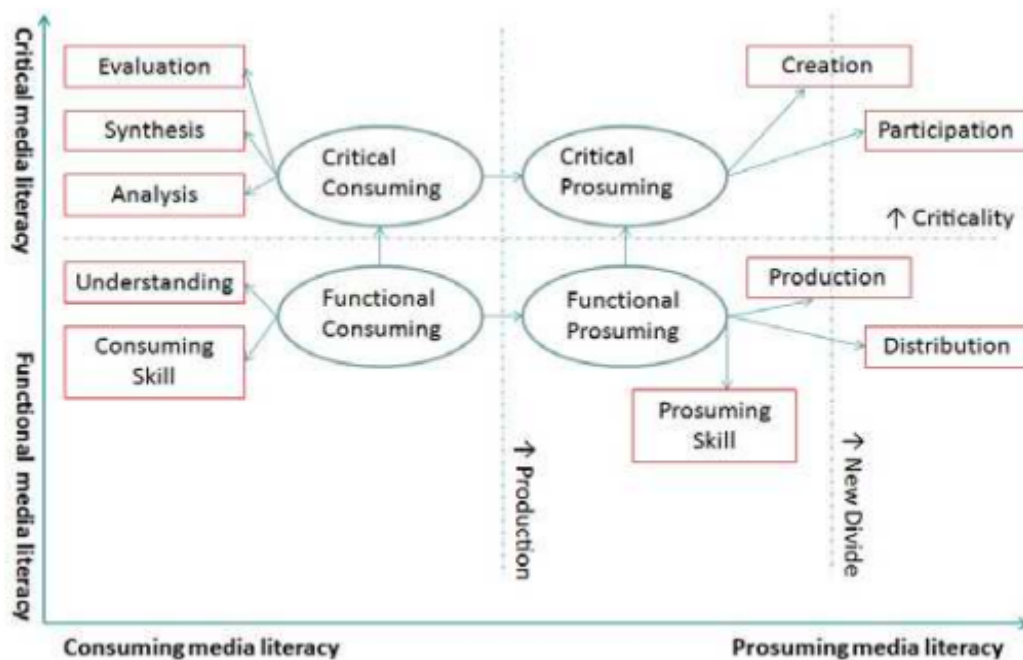 Critical media literacy
Functional media literacy
Evaluation
Synthesis
Analysis
Critical
Consuming
Critical
Prosuming
Creation
Participation
↑ Criticality
Understanding
Consuming
Skill
Functional
Consuming
Functional
Prosuming
Production
Distribution
Prosuming
Skill
↑ Production
↑ New Divide
Consuming media literacy
Prosuming media literacy